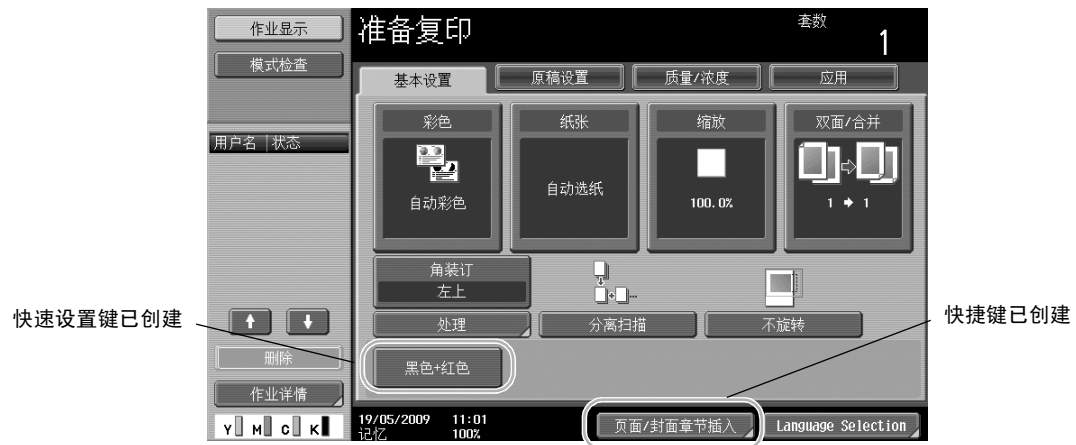 作业显示
模式检查
用户名 状态
删除
作业详情
Y M C K
准备复印
套数
1
基本设置
原稿设置
质量/浓度
应用
彩色
自动彩色
纸张
自动选纸
缩放
100.0%
双面/合并
1 ➔ 1
角装订
左上
处理
分离扫描
不旋转
黑色+红色
19/05/2009 11:01
记忆 100%
页面/封面章节插入
Language Selection
快速设置键已创建
快捷键已创建